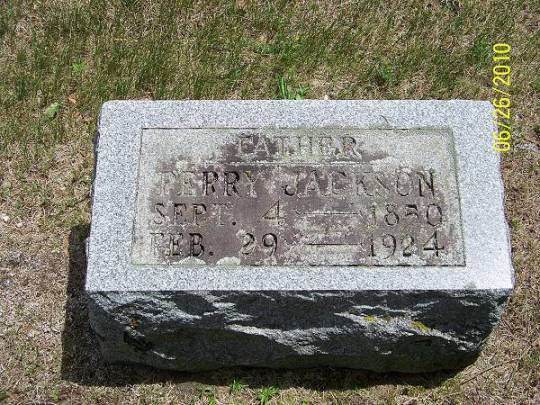 FATHER
PERRY JACKSON
SEPT. 4 — 1850
FEB. 29 — 1924
06/26/2010